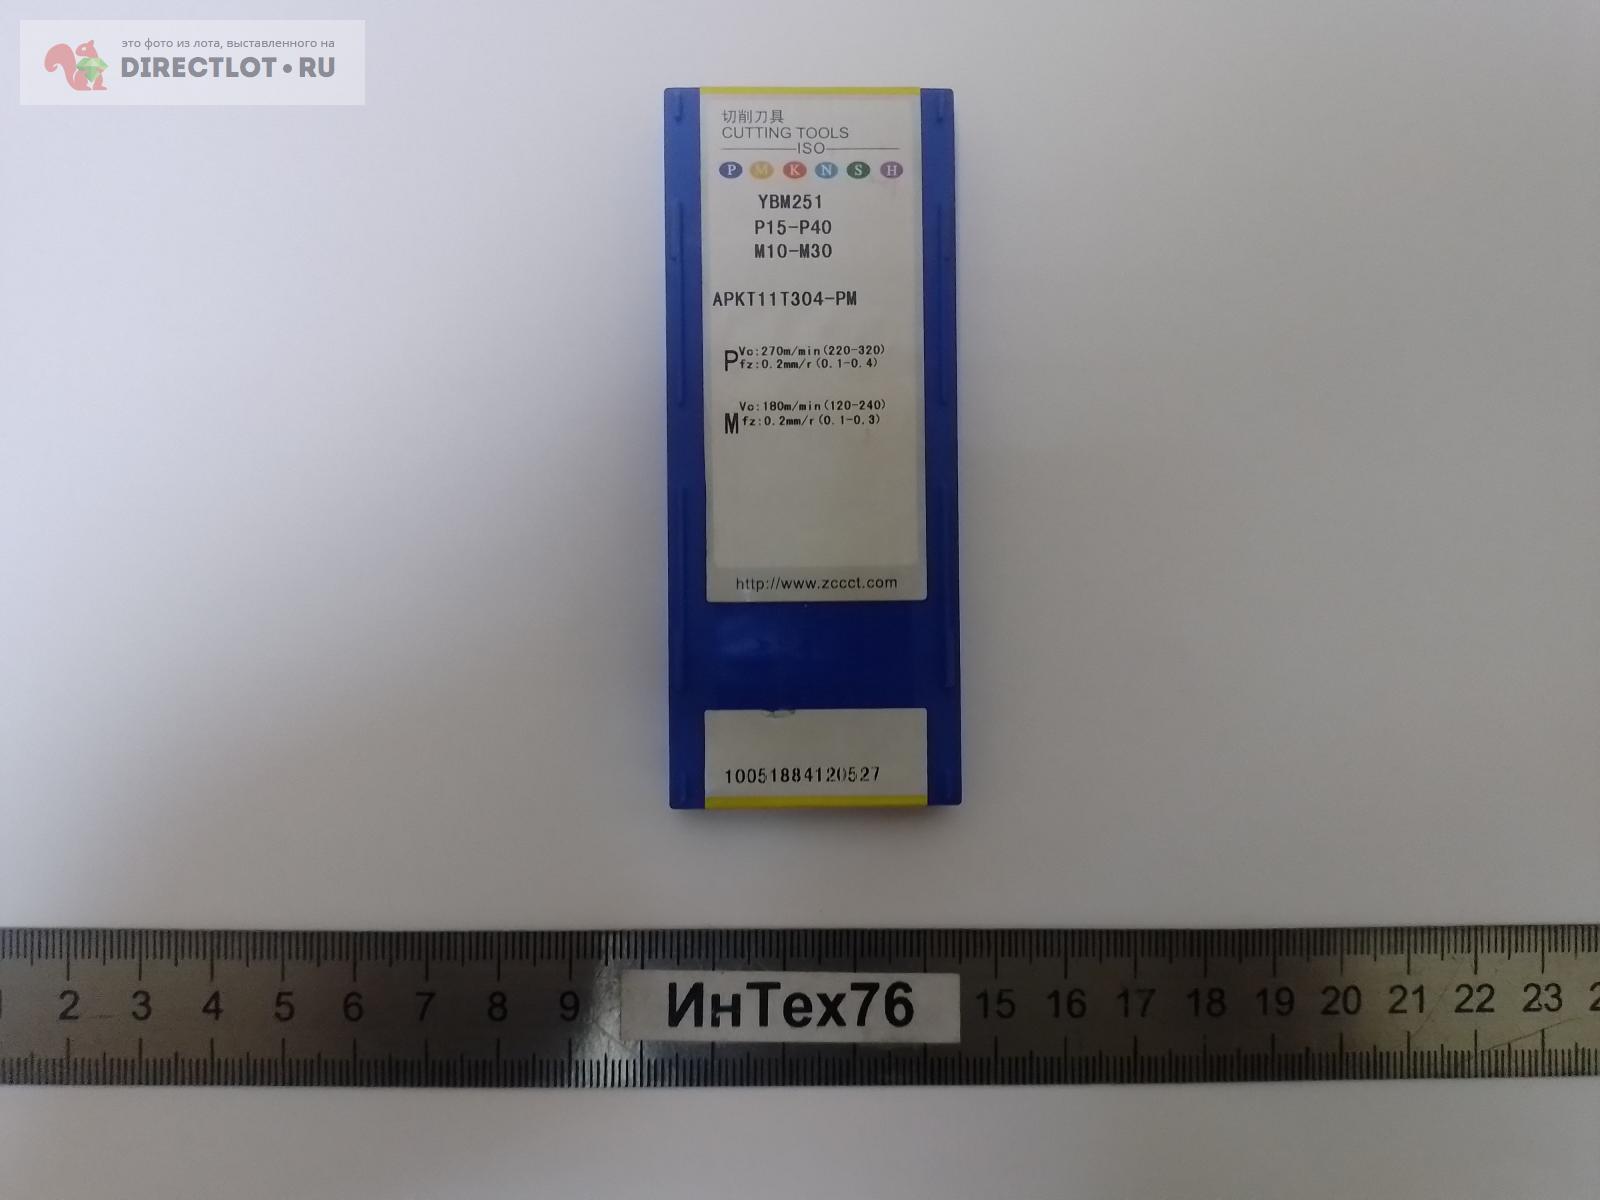 это фото из лота, выставленного на
DIRECTLOT•RU
切削刀具
CUTTING TOOLS
ISO
P M K N S H
YBM251
P15-P40
M10-M30
APKT11T304-PM
P Vc:270m/min(220-320)
fz:0.2mm/r(0.1-0.4)
M Vc:180m/min(120-240)
fz:0.2mm/r(0.1-0.3)
http://www.zccct.com
10051884120527
2 3 4 5 6 7 8 9 ИнТех76 15 16 17 18 19 20 21 22 23